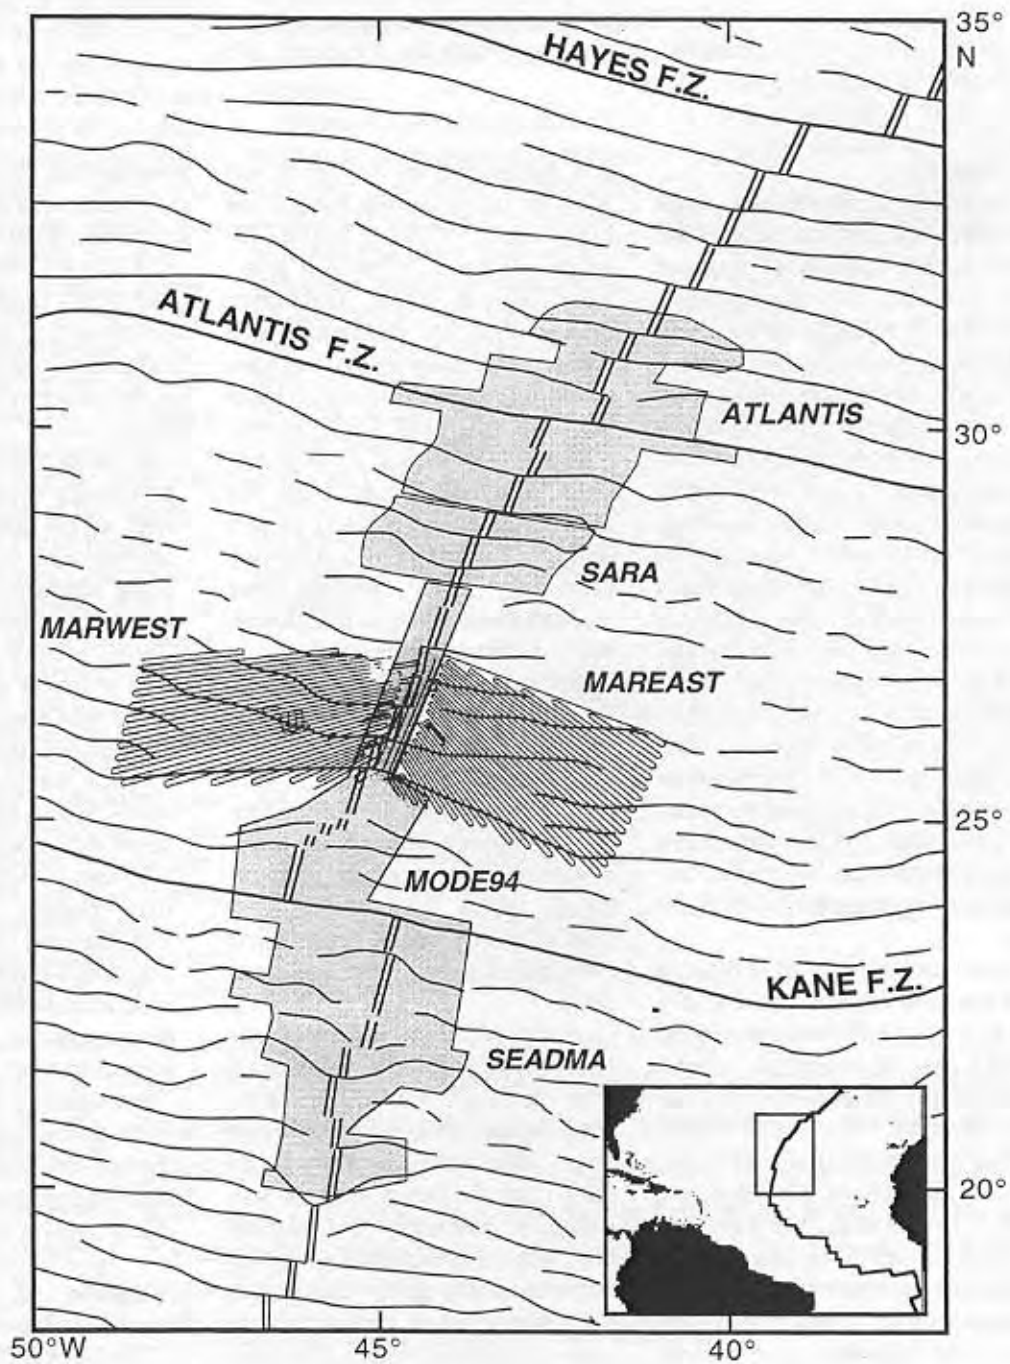 35°
N
HAYES F.Z.
ATLANTIS F.Z.
ATLANTIS
30°
SARA
MARWEST
MAREAST
25°
MODE94
KANE F.Z.
SEADMA
20°
50°W
45°
40°